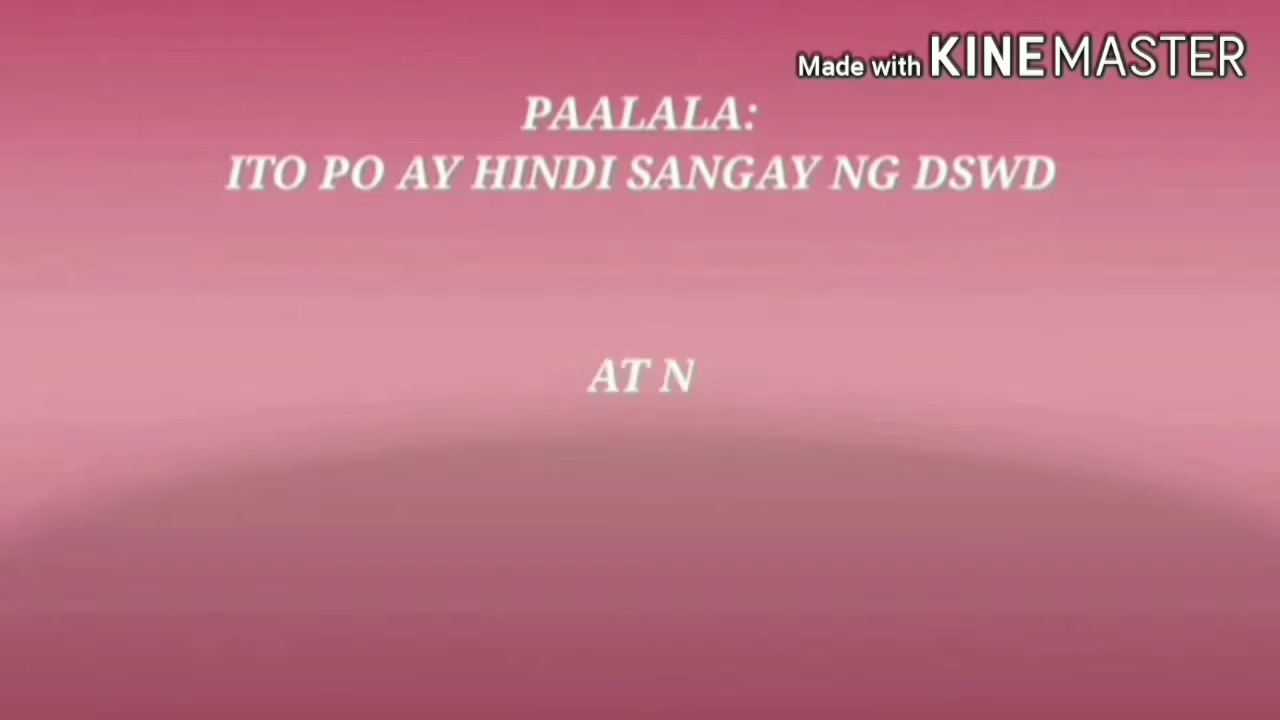 Made with KINEMASTER
PAALALA:
ITO PO AY HINDI SANGAY NG DSWD
AT N